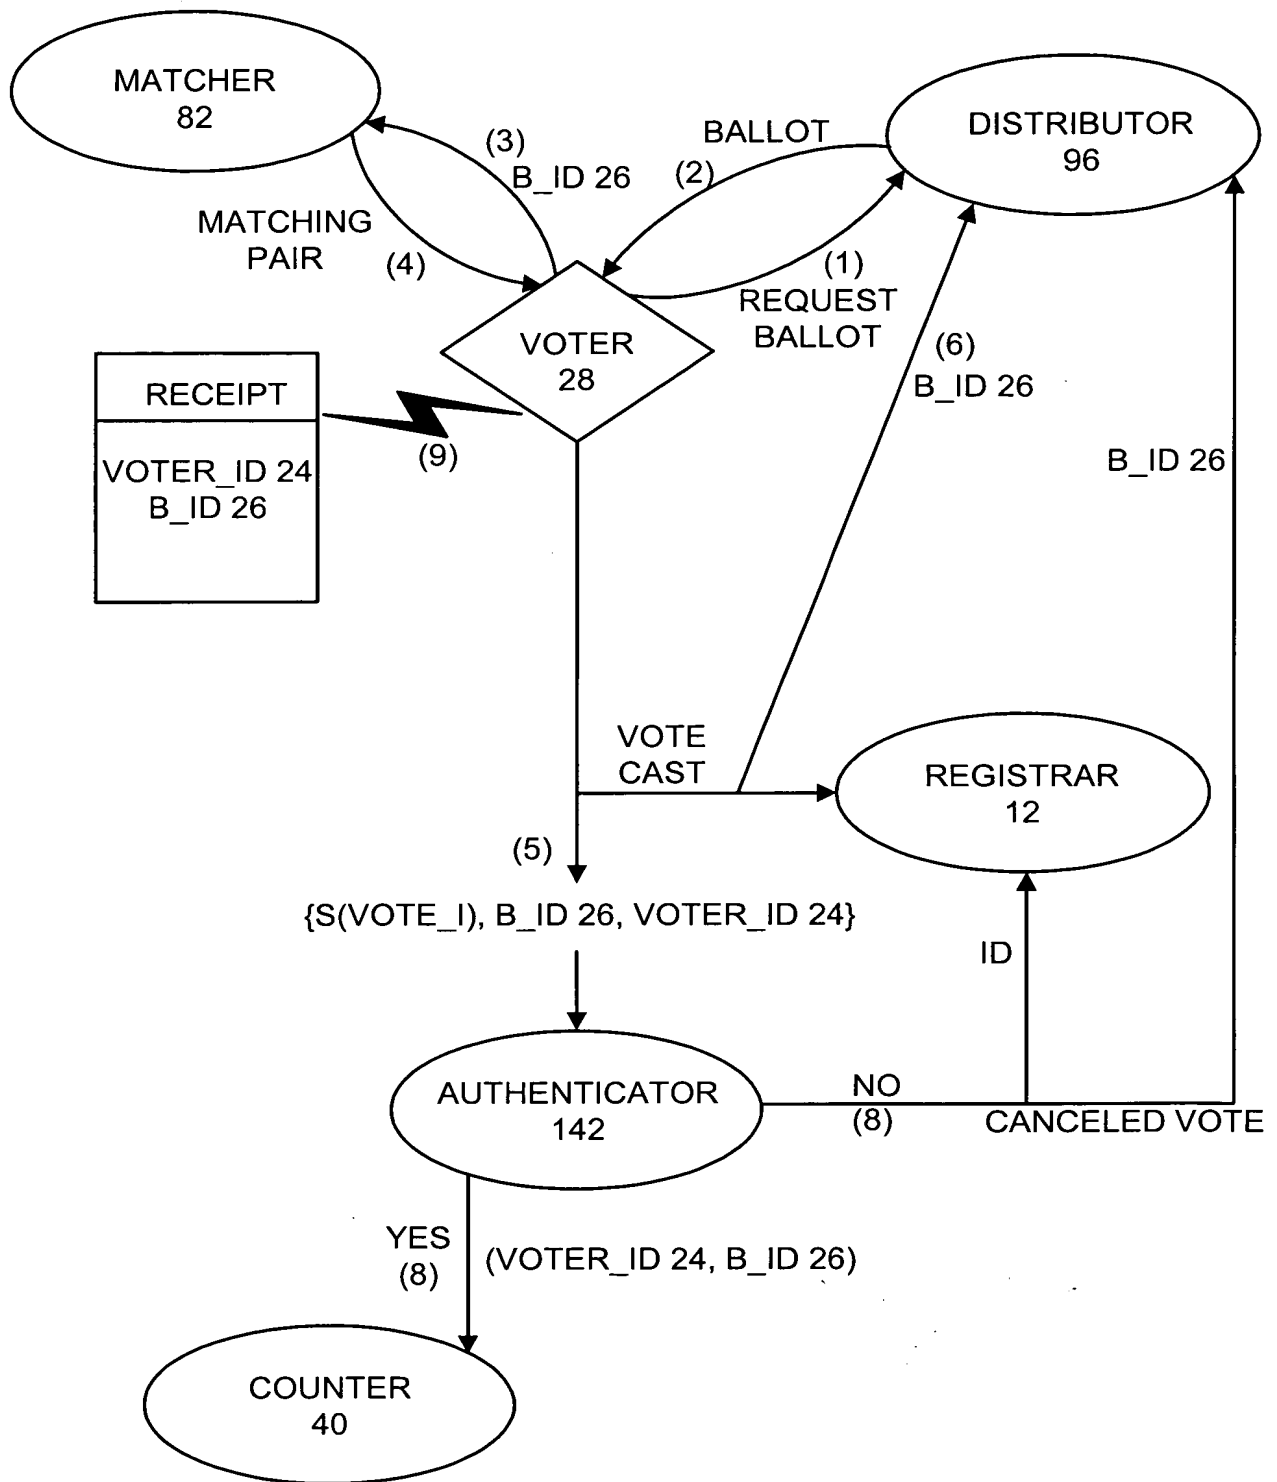 MATCHER
82
DISTRIBUTOR
96
BALLOT
(2)
(3)
B_ID 26
MATCHING
PAIR
(4)
(1)
REQUEST
BALLOT
VOTER
28
(6)
B_ID 26
RECEIPT
VOTER_ID 24
B_ID 26
(9)
B_ID 26
VOTE
CAST
REGISTRAR
12
(5)
{S(VOTE_I), B_ID 26, VOTER_ID 24}
ID
AUTHENTICATOR
142
NO
(8)
CANCELED VOTE
YES
(8)
(VOTER_ID 24, B_ID 26)
COUNTER
40